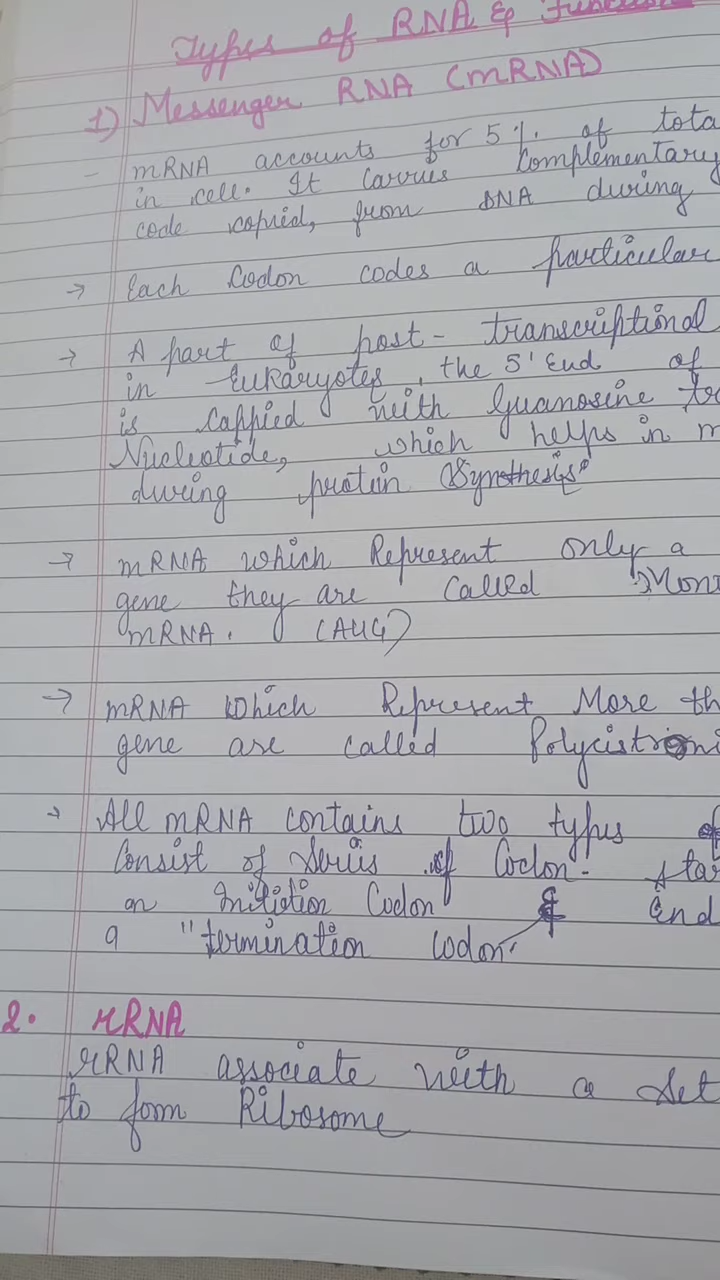 Types of RNA & Function
1) Messenger RNA (mRNA)
- mRNA accounts for 5%. of tota
in cell. It carries complementary
code copied, from DNA during
→ Each Codon codes a particular
→ A part of post - transcriptional
in Eukaryotes, the 5' End of
is capped with Guanosine tr
Nucleotide, which helps in m
during protein Synthesis
→ mRNA which Represent only a
gene they are called Mon
mRNA. (AUG)
→ mRNA which Represent More th
gene are called Polycistroni
→ All mRNA contains two types of
Consist of Series of Codon. star
an Initiation Codon & End
a "termination codon.
2. rRNA
rRNA associate with a set
to form Ribosome